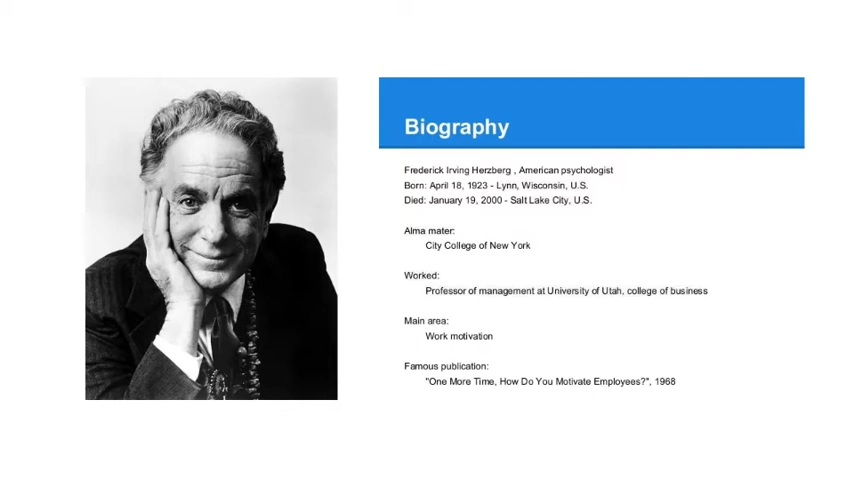 Biography
Frederick Irving Herzberg , American psychologist
Born: April 18, 1923 - Lynn, Wisconsin, U.S.
Died: January 19, 2000 - Salt Lake City, U.S.
Alma mater:
City College of New York
Worked:
Professor of management at University of Utah, college of business
Main area:
Work motivation
Famous publication:
"One More Time, How Do You Motivate Employees?", 1968